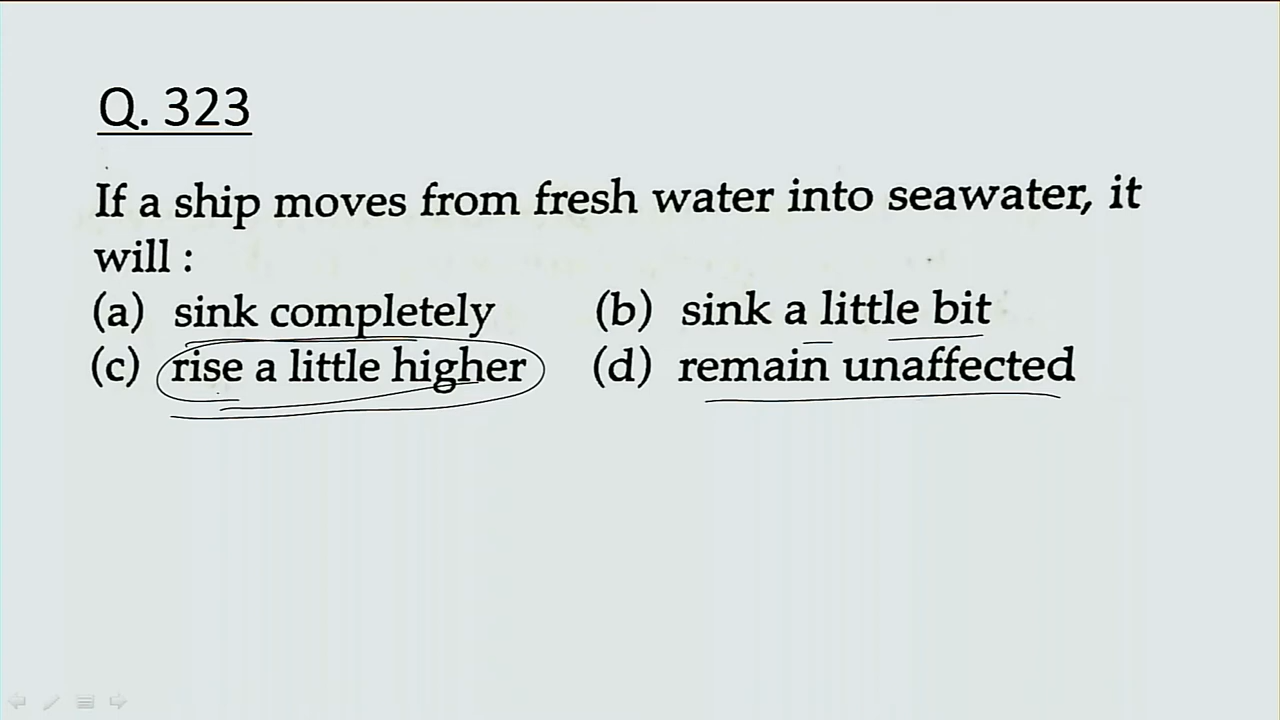 Q. 323
If a ship moves from fresh water into seawater, it
will :
(a) sink completely (b) sink a little bit
(c) rise a little higher (d) remain unaffected